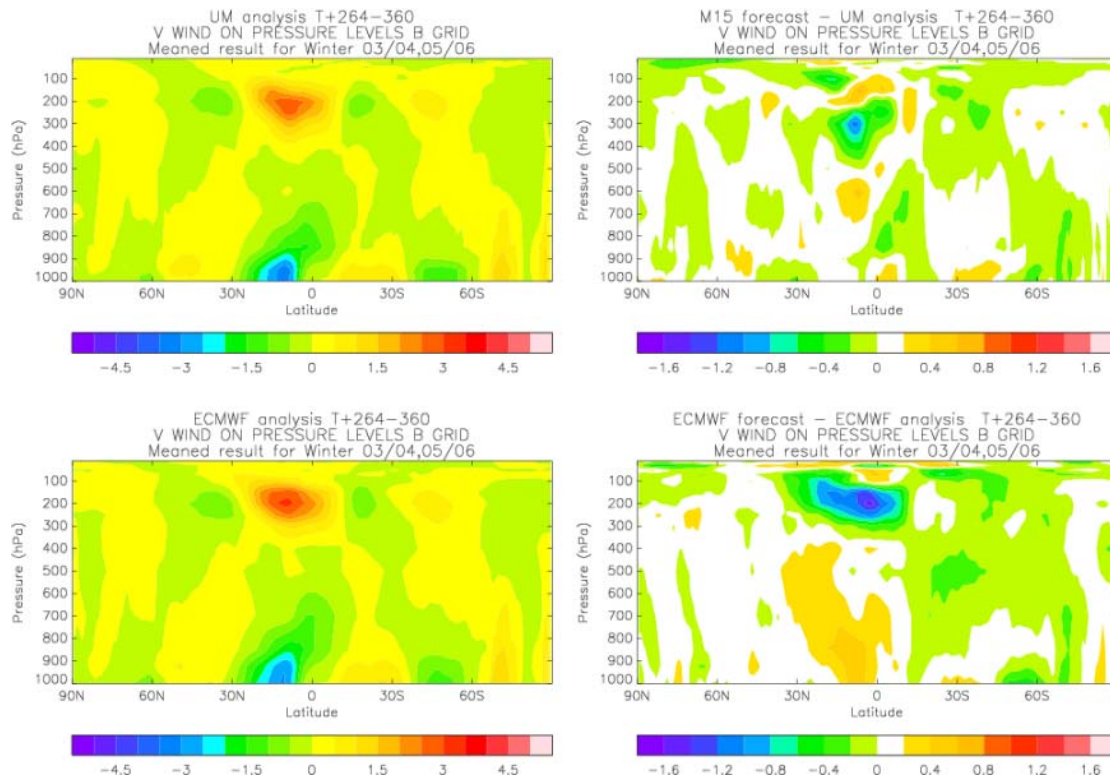 UM analysis T+264-360
V WIND ON PRESSURE LEVELS B GRID
Meaned result for Winter 03/04,05/06
Pressure (hPa)
100
200
300
400
500
600
700
800
900
1000
90N 60N 30N 0 30S 60S
Latitude
-4.5 -3 -1.5 0 1.5 3 4.5
M15 forecast - UM analysis T+264-360
V WIND ON PRESSURE LEVELS B GRID
Meaned result for Winter 03/04,05/06
Pressure (hPa)
100
200
300
400
500
600
700
800
900
1000
90N 60N 30N 0 30S 60S
Latitude
-1.6 -1.2 -0.8 -0.4 0 0.4 0.8 1.2 1.6
ECMWF analysis T+264-360
V WIND ON PRESSURE LEVELS B GRID
Meaned result for Winter 03/04,05/06
Pressure (hPa)
100
200
300
400
500
600
700
800
900
1000
90N 60N 30N 0 30S 60S
Latitude
-4.5 -3 -1.5 0 1.5 3 4.5
ECMWF forecast - ECMWF analysis T+264-360
V WIND ON PRESSURE LEVELS B GRID
Meaned result for Winter 03/04,05/06
Pressure (hPa)
100
200
300
400
500
600
700
800
900
1000
90N 60N 30N 0 30S 60S
Latitude
-1.6 -1.2 -0.8 -0.4 0 0.4 0.8 1.2 1.6